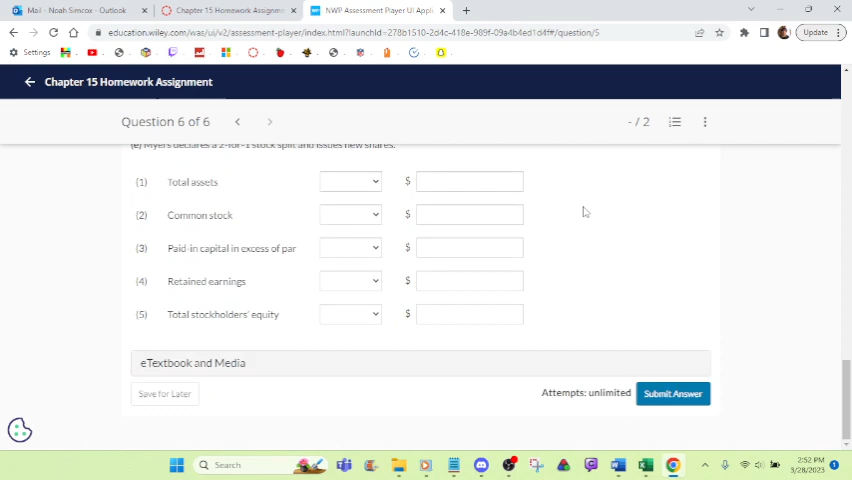 Mail - Noah Simcox - Outlook
Chapter 15 Homework Assignm
NWP Assessment Player UI Appli
education.wiley.com/was/ui/v2/assessment-player/index.html?launchId=278b1510-2d4c-418e-989f-09a4b4ed1d4f#/question/5
Update
Settings
Chapter 15 Homework Assignment
Question 6 of 6
- / 2
(e) Myers declares a 2-for-1 stock split and issues new shares.
(1) Total assets $
(2) Common stock $
(3) Paid-in capital in excess of par $
(4) Retained earnings $
(5) Total stockholders' equity $
eTextbook and Media
Save for Later
Attempts: unlimited
Submit Answer
Search
2:52 PM
3/28/2023